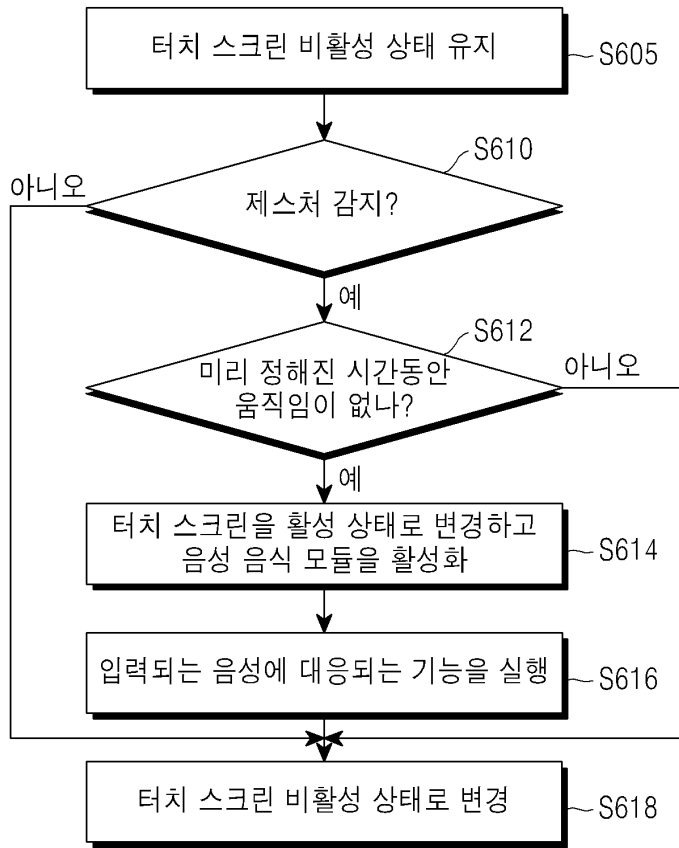 터치 스크린 비활성 상태 유지
S605
S610
제스처 감지?
아니오
예
S612
미리 정해진 시간동안
움직임이 없나?
아니오
예
터치 스크린을 활성 상태로 변경하고
음성 음식 모듈을 활성화
S614
입력되는 음성에 대응되는 기능을 실행
S616
터치 스크린 비활성 상태로 변경
S618